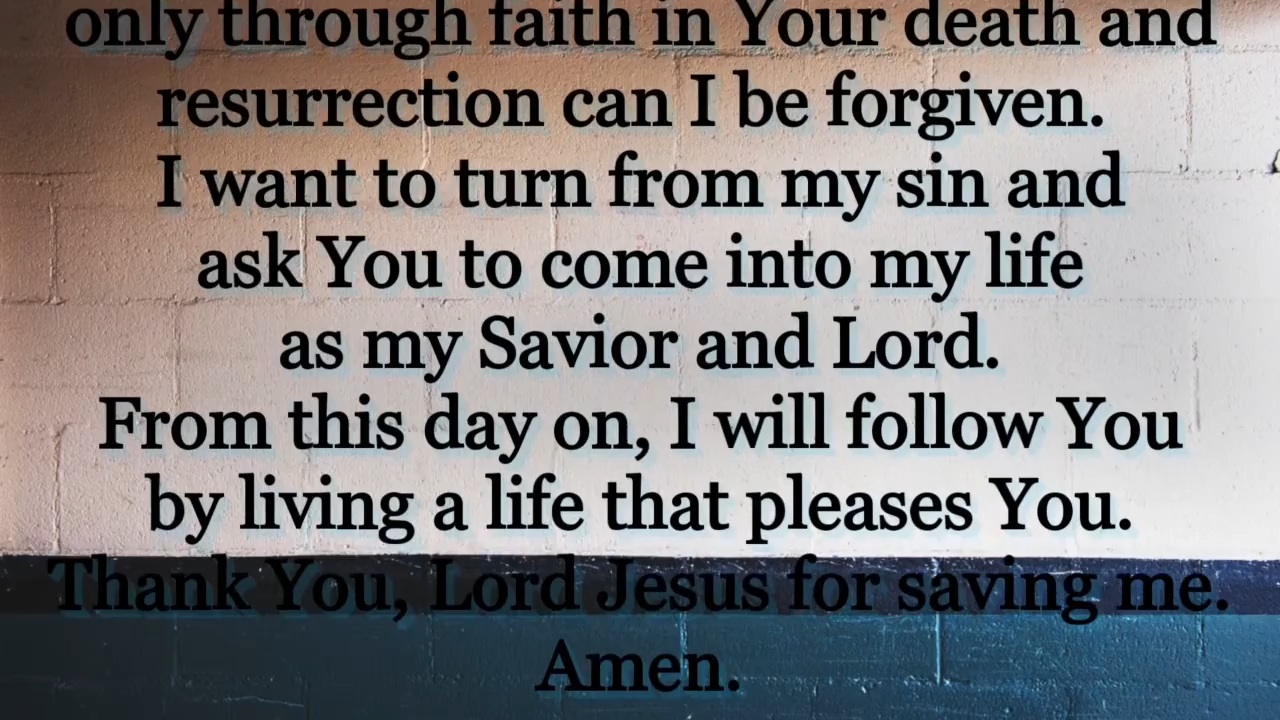 only through faith in Your death and
resurrection can I be forgiven.
I want to turn from my sin and
ask You to come into my life
as my Savior and Lord.
From this day on, I will follow You
by living a life that pleases You.
Thank You, Lord Jesus for saving me.
Amen.